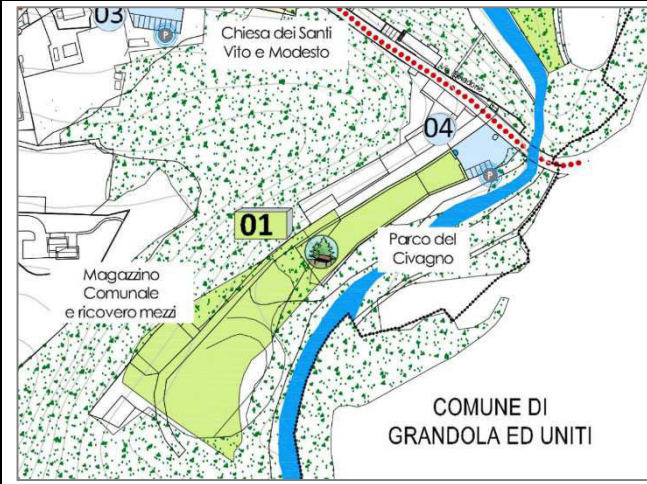 03
P
Chiesa dei Santi
Vito e Modesto
04
P
01
Parco del
Civagno
Magazzino
Comunale
e ricovero mezzi
COMUNE DI
GRANDOLA ED UNITI